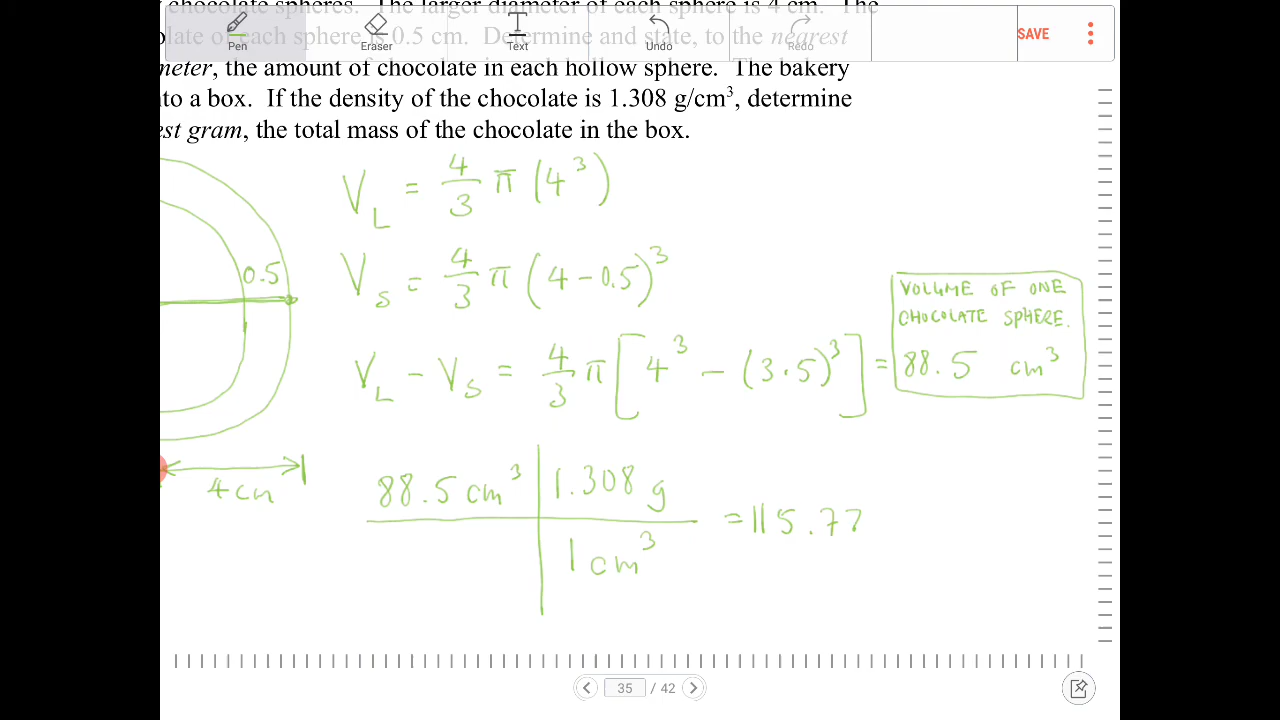 chocolate spheres. The larger diameter of each sphere is 4 cm. The
Pen Eraser Text Undo Redo SAVE
olate of each sphere is 0.5 cm. Determine and state, to the nearest
meter, the amount of chocolate in each hollow sphere. The bakery
nto a box. If the density of the chocolate is 1.308 g/cm³, determine
est gram, the total mass of the chocolate in the box.
V_L = 4/3 π (4³)
V_S = 4/3 π (4 - 0.5)³
0.5
V_L - V_S = 4/3 π [4³ - (3.5)³] =
VOLUME OF ONE
CHOCOLATE SPHERE.
88.5 cm³
4cm
88.5 cm³ | 1.308 g
1 cm³
= 115.77
35 / 42